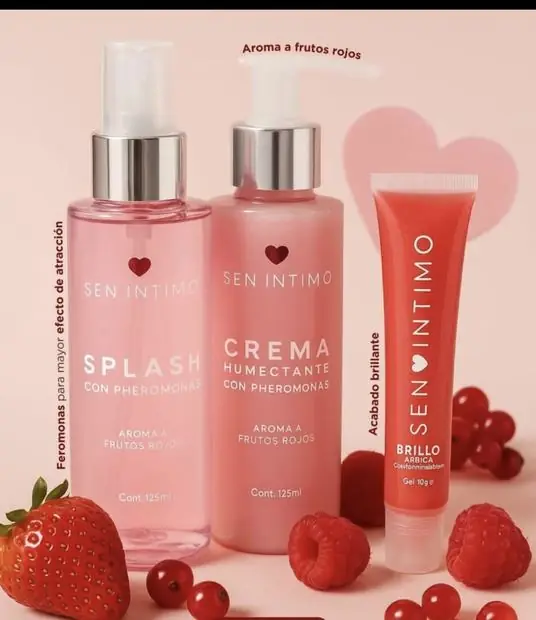 Aroma a frutos rojos
Feromonas para mayor efecto de atracción
SEN INTIMO
SPLASH
CON PHEROMONAS
AROMA A
FRUTOS ROJOS
Cont. 125ml
SEN INTIMO
CREMA
HUMECTANTE
CON PHEROMONAS
AROMA A
FRUTOS ROJOS
Cont. 125ml
Acabado brillante
SEN INTIMO
BRILLO
ARBICA
Gel 10g